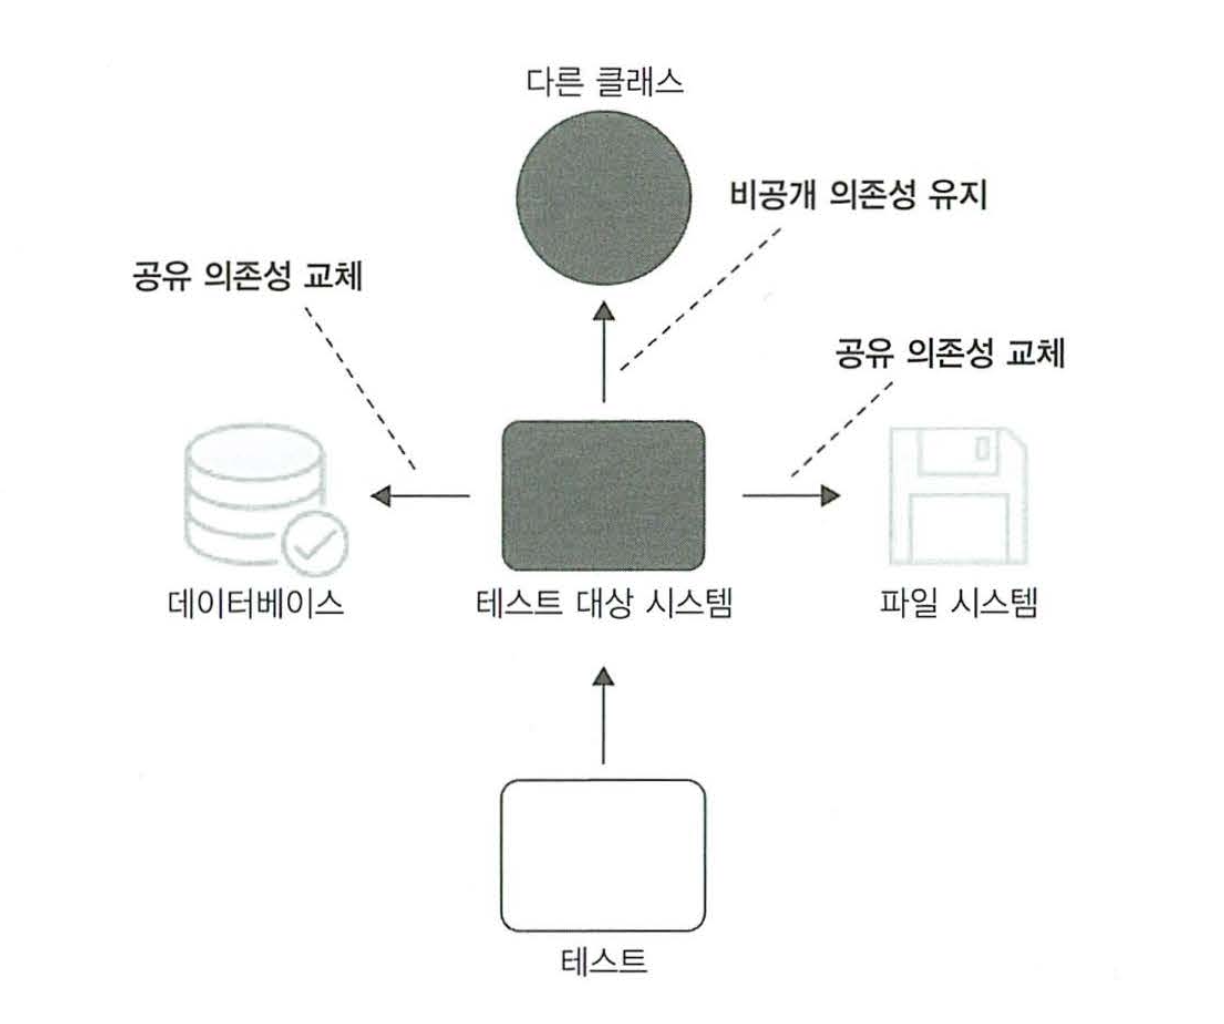 다른 클래스
비공개 의존성 유지
공유 의존성 교체
공유 의존성 교체
데이터베이스
테스트 대상 시스템
파일 시스템
테스트